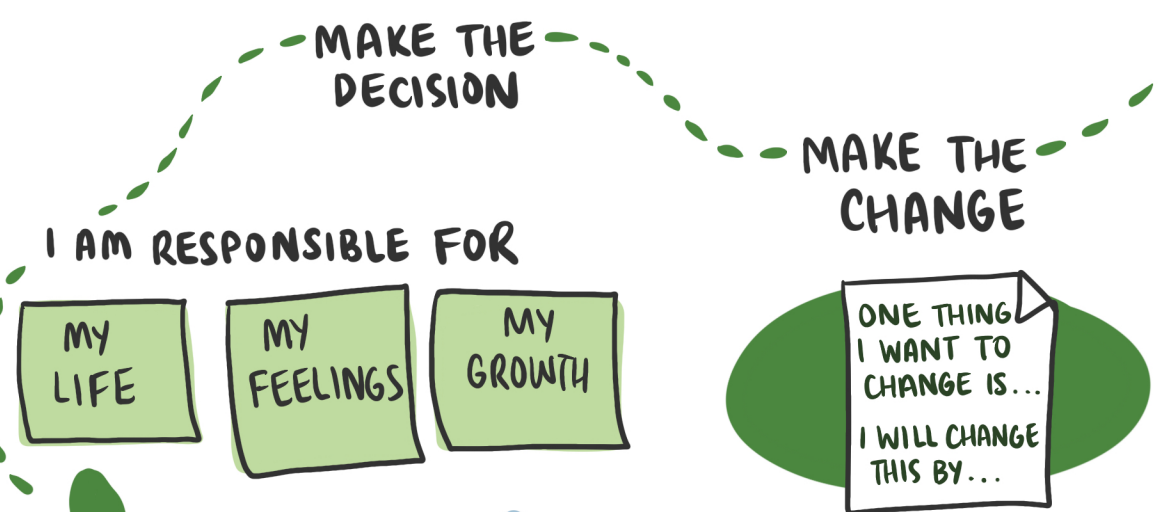 MAKE THE
DECISION
MAKE THE
CHANGE
I AM RESPONSIBLE FOR
MY
LIFE
MY
FEELINGS
MY
GROWTH
ONE THING
I WANT TO
CHANGE IS...
I WILL CHANGE
THIS BY...